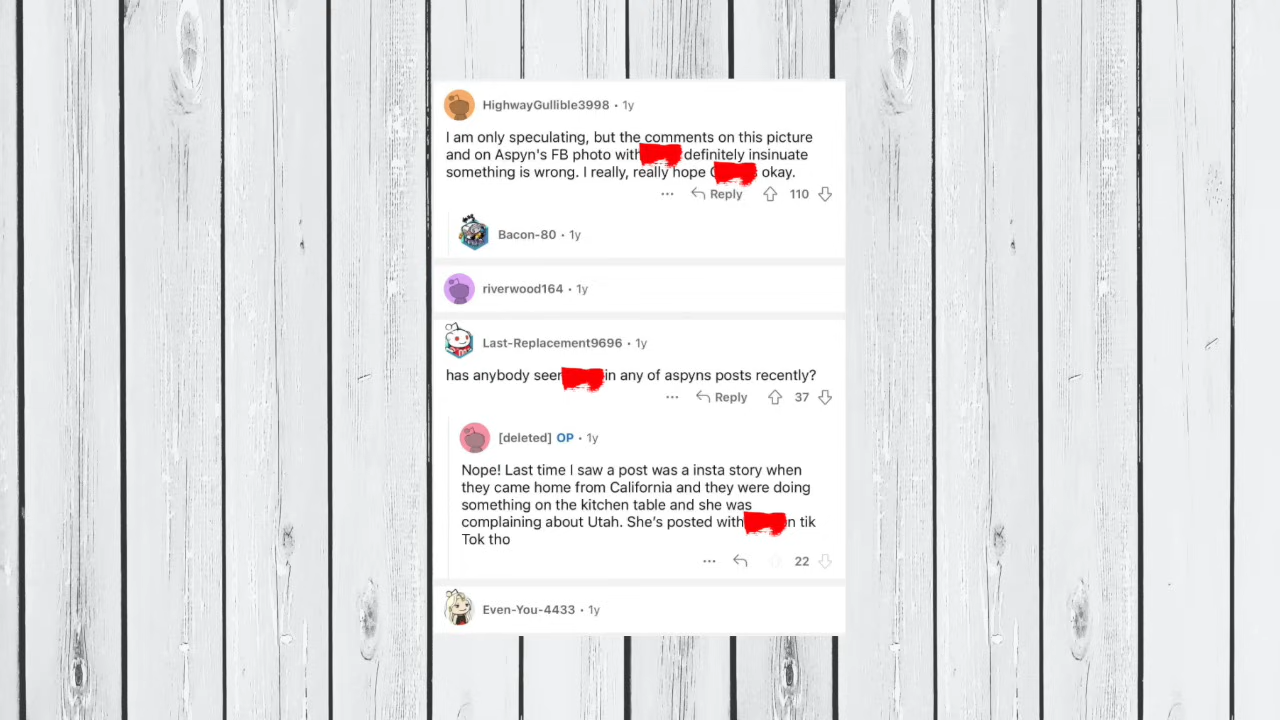 HighwayGullible3998 • 1y
I am only speculating, but the comments on this picture
and on Aspyn's FB photo with definitely insinuate
something is wrong. I really, really hope okay.
... Reply 110
Bacon-80 • 1y
riverwood164 • 1y
Last-Replacement9696 • 1y
has anybody seen in any of aspyns posts recently?
... Reply 37
[deleted] OP • 1y
Nope! Last time I saw a post was a insta story when
they came home from California and they were doing
something on the kitchen table and she was
complaining about Utah. She's posted with tik
Tok tho
... 22
Even-You-4433 • 1y